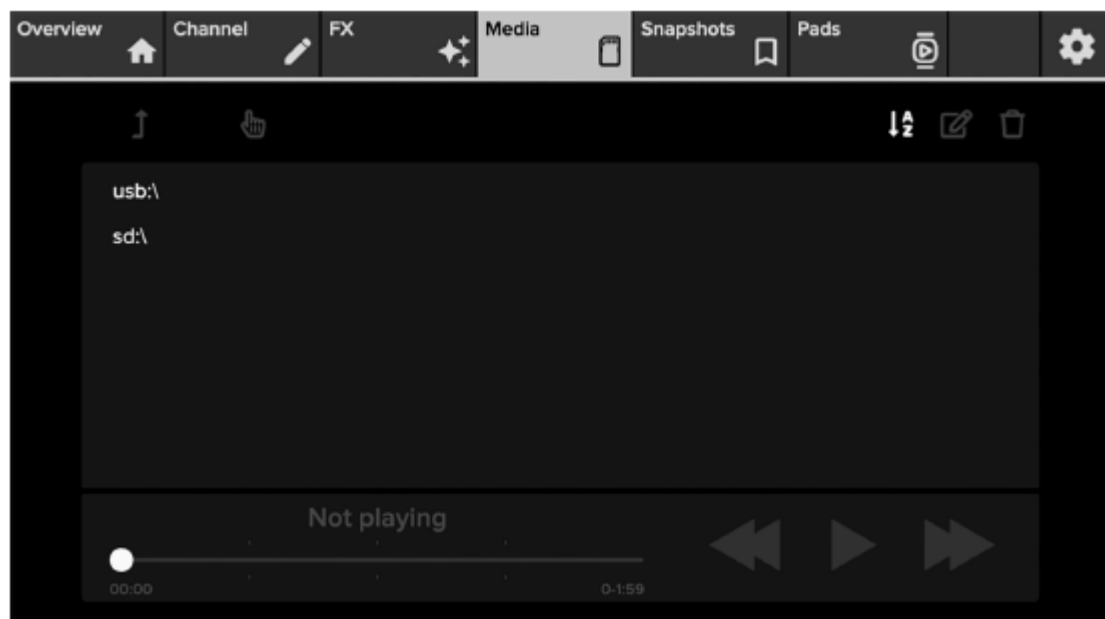 Overview Channel FX Media Snapshots Pads
A
Z
usb:\
sd:\
Not playing
00:00 0-1:59